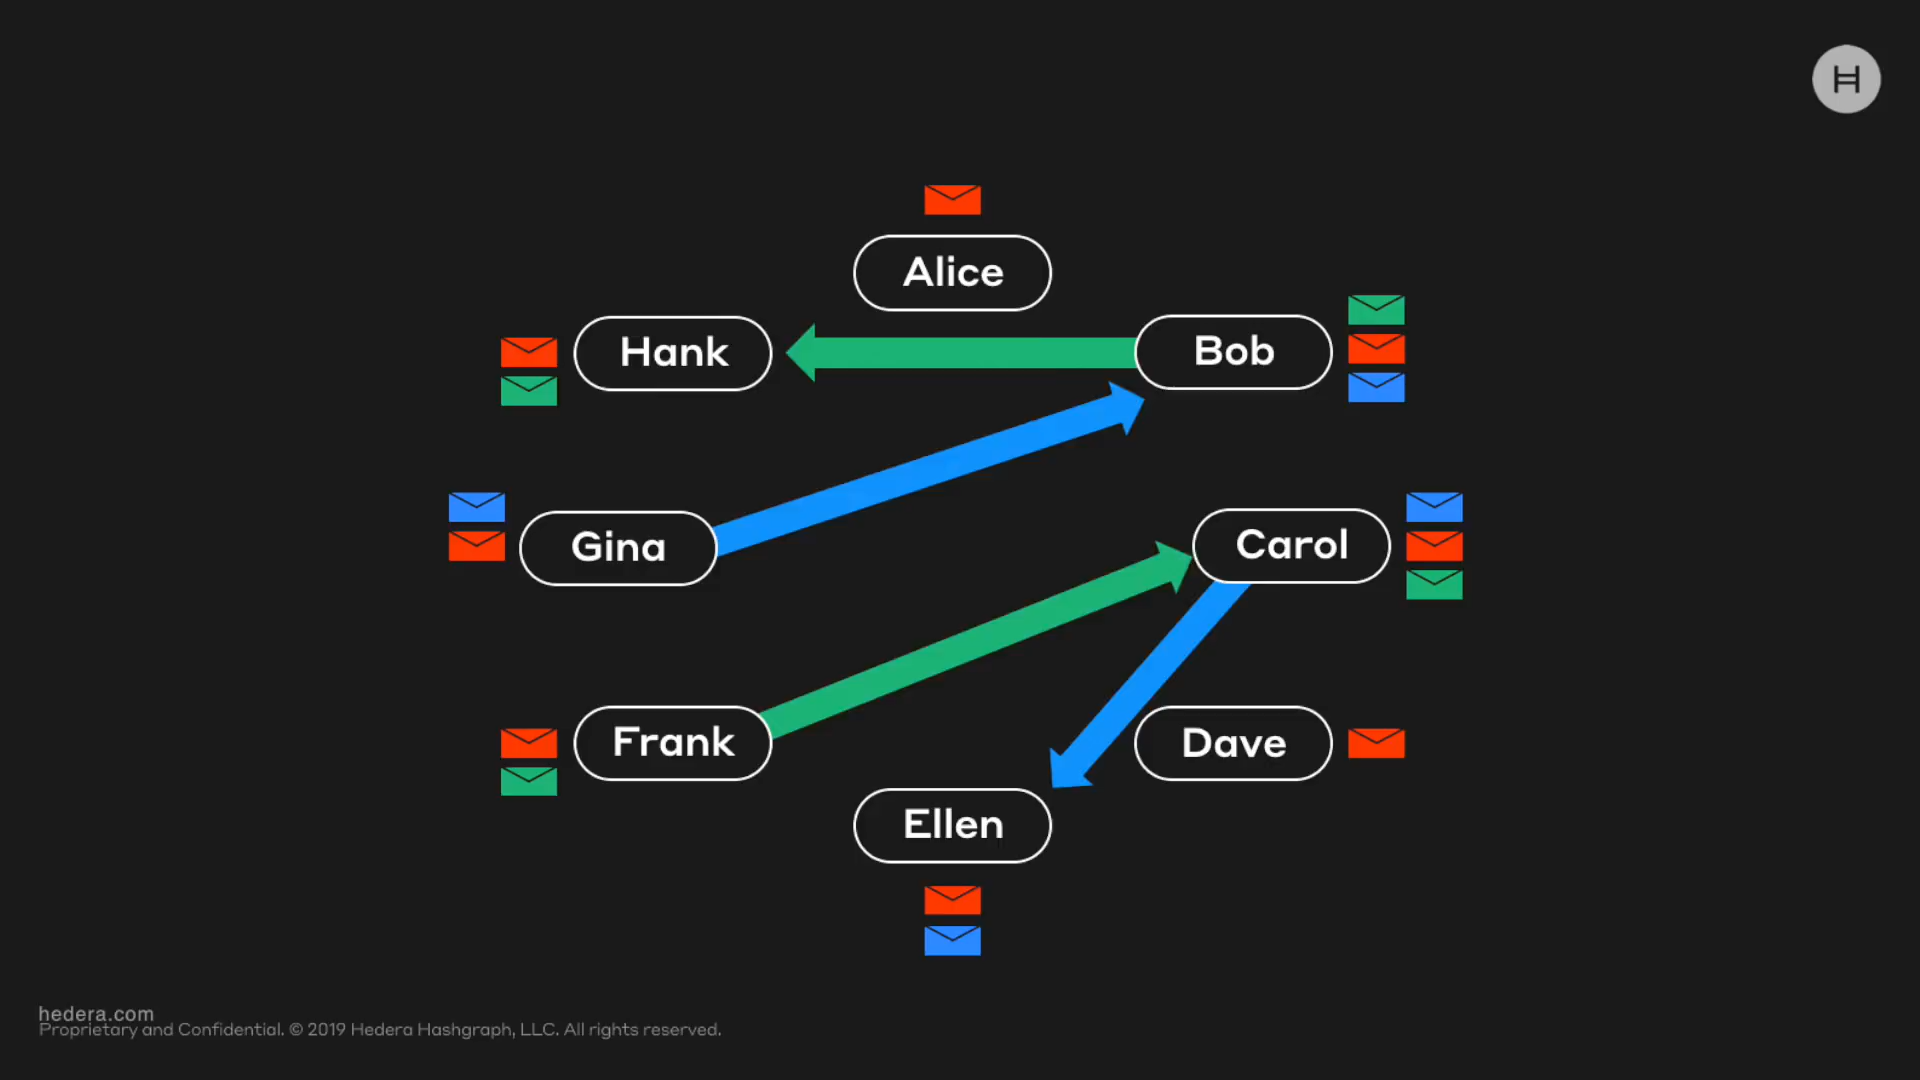 H
Alice
Hank
Bob
Gina
Carol
Frank
Dave
Ellen
hedera.com
Proprietary and Confidential. © 2019 Hedera Hashgraph, LLC. All rights reserved.